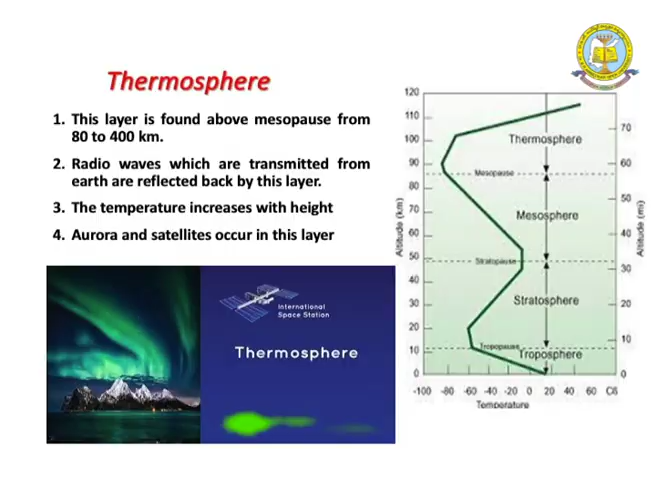 Thermosphere
1. This layer is found above mesopause from
80 to 400 km.
2. Radio waves which are transmitted from
earth are reflected back by this layer.
3. The temperature increases with height
4. Aurora and satellites occur in this layer
International
Space Station
Thermosphere
120
110
100
90
80
70
60
50
40
30
20
10
0
Altitude (km)
Thermosphere
Mesopause
Mesosphere
Stratopause
Stratosphere
Tropopause
Troposphere
70
60
50
40
30
20
10
0
Altitude (mi)
-100 -80 -60 -40 -20 0 20 40 60
Temperature